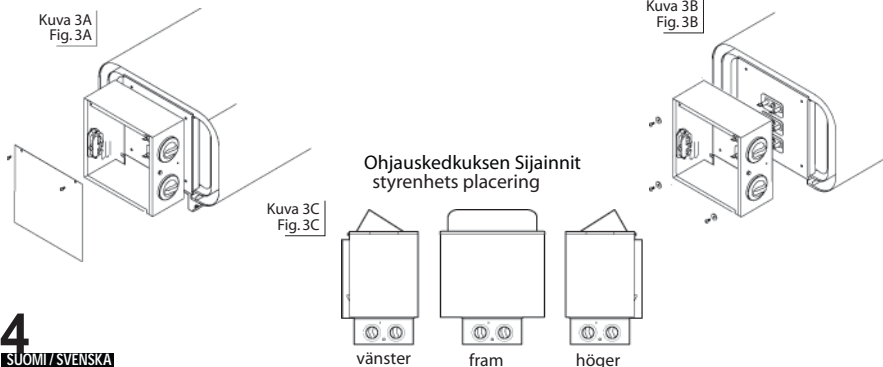 Kuva 3A
Fig. 3A
Kuva 3B
Fig. 3B
Ohjauskedkuksen Sijainnit
styrenhets placering
Kuva 3C
Fig. 3C
vänster
fram
höger
4
SUOMI / SVENSKA